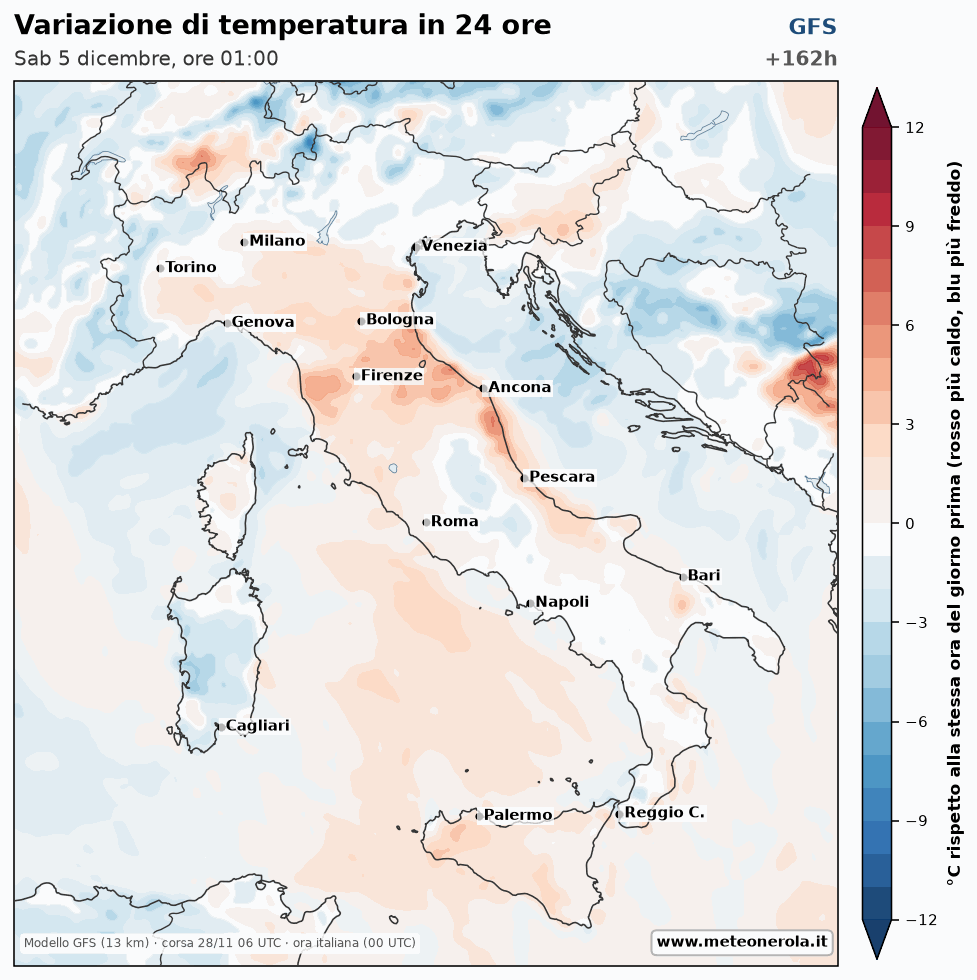 Variazione di temperatura in 24 ore
GFS
Sab 5 dicembre, ore 01:00
+162h
Milano
Venezia
Torino
Genova
Bologna
Firenze
Ancona
Pescara
Roma
Bari
Napoli
Cagliari
Palermo
Reggio C.
12
9
6
3
0
−3
−6
−9
−12
°C rispetto alla stessa ora del giorno prima (rosso più caldo, blu più freddo)
Modello GFS (13 km) · corsa 28/11 06 UTC · ora italiana (00 UTC)
www.meteonerola.it